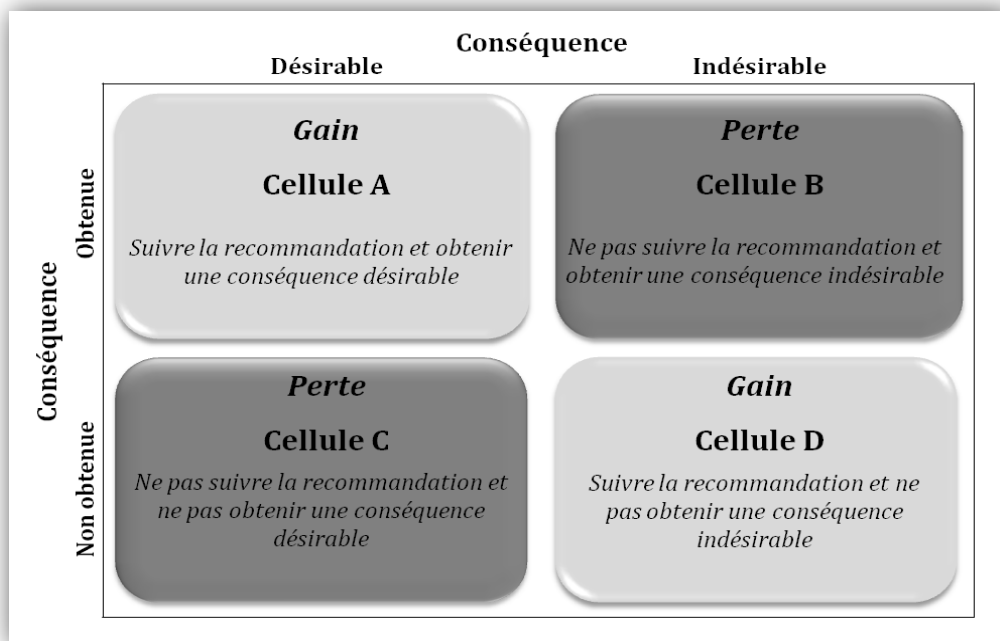 Conséquence
Désirable
Indésirable
Conséquence
Obtenue
Gain
Cellule A
Suivre la recommandation et obtenir
une conséquence désirable
Perte
Cellule B
Ne pas suivre la recommandation et
obtenir une conséquence indésirable
Non obtenue
Perte
Cellule C
Ne pas suivre la recommandation et
ne pas obtenir une conséquence
désirable
Gain
Cellule D
Suivre la recommandation et ne
pas obtenir une conséquence
indésirable